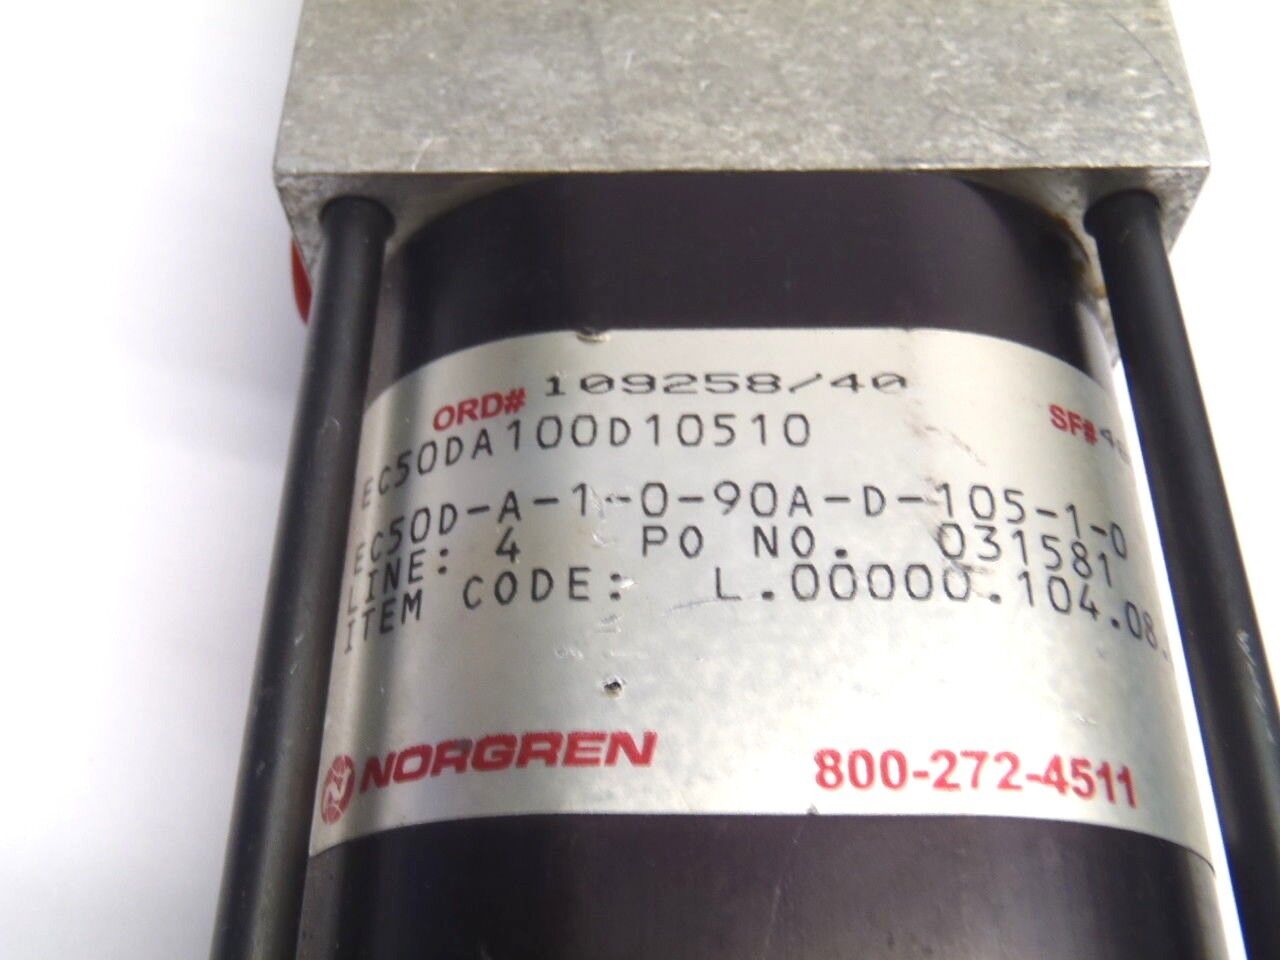 ORD# 109258/40
SF#
EC50DA100D10510
EC50D-A-1-0-90A-D-105-1-0
LINE: 4 PO NO. 031581
ITEM CODE: L.00000.104.08.
NORGREN 800-272-4511